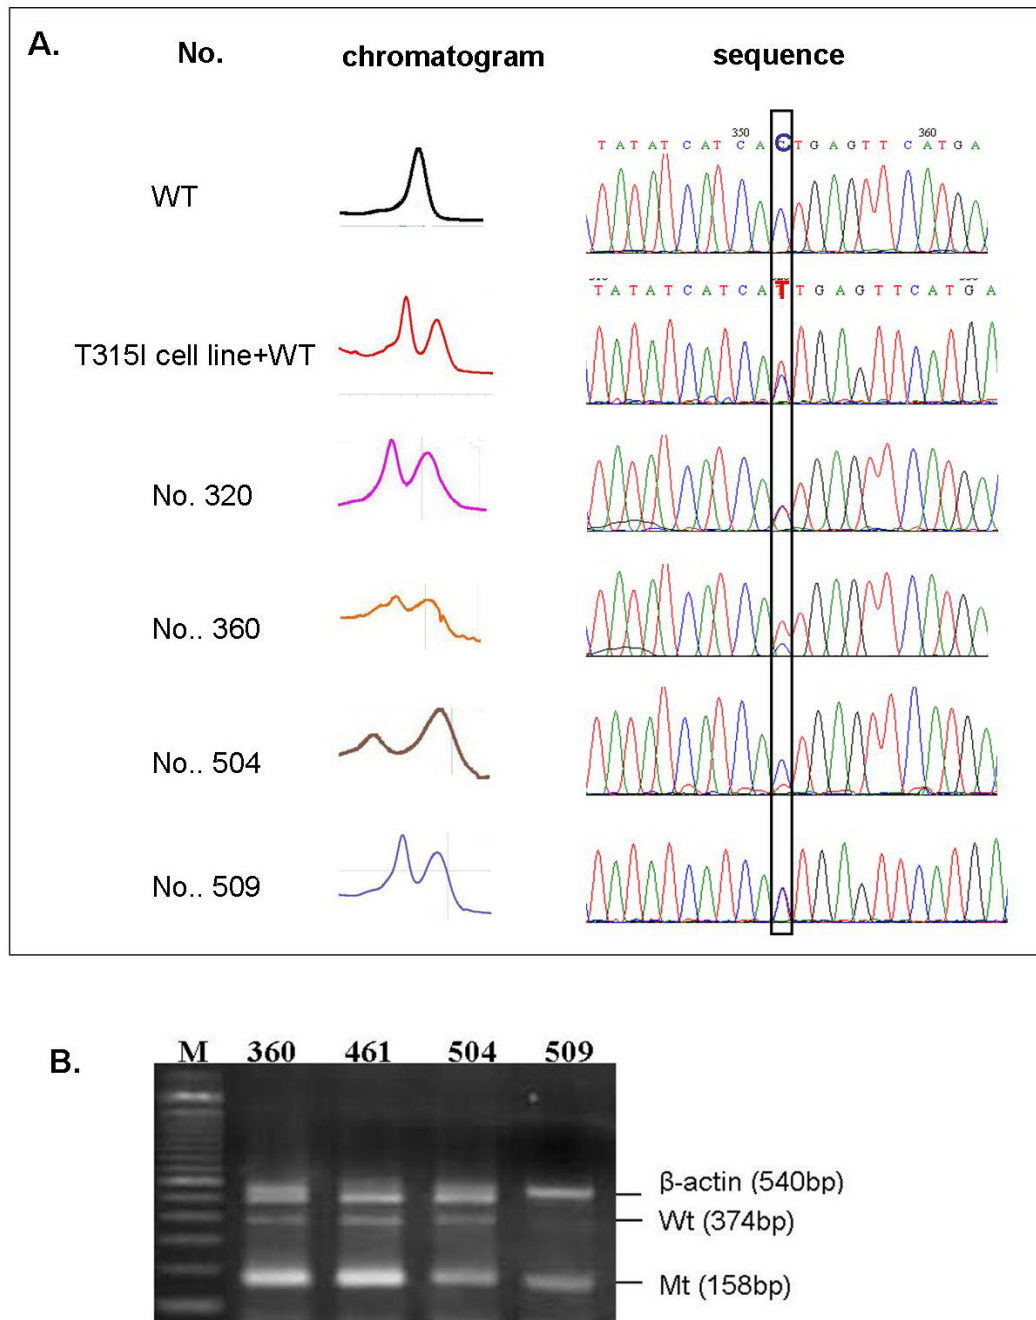 A.
No. chromatogram sequence
350 360
T A T A T C A T C A C T G A G T T C A T G A
WT
T A T A T C A T C A T T G A G T T C A T G A
T315I cell line+WT
No. 320
No.. 360
No.. 504
No.. 509
B.
M 360 461 504 509
β-actin (540bp)
Wt (374bp)
Mt (158bp)